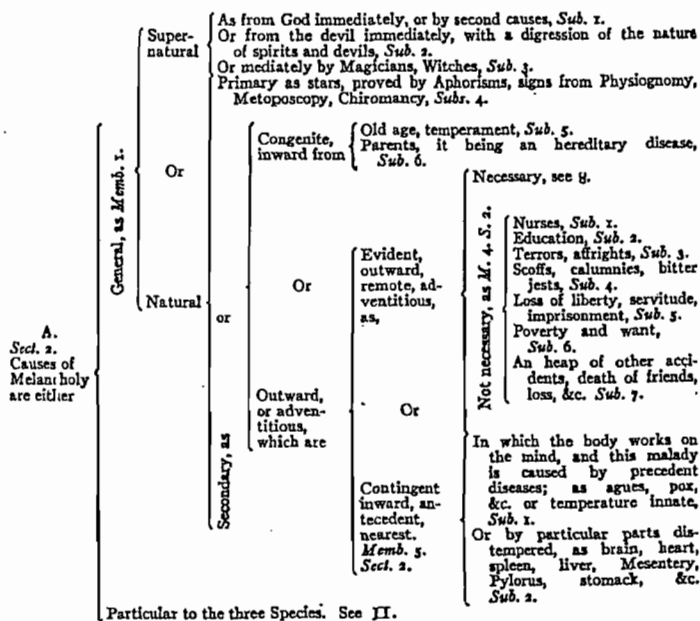 A.
Sect. 2.
Causes of
Melancholy
are either
General, as Memb. 1.
Super-
natural
As from God immediately, or by second causes, Sub. 1.
Or from the devil immediately, with a digression of the nature
of spirits and devils, Sub. 2.
Or mediately by Magicians, Witches, Sub. 3.
Or
Natural
Primary as stars, proved by Aphorisms, signs from Physiognomy,
Metoposcopy, Chiromancy, Subs. 4.
or
Secondary, as
Congenite,
inward from
Old age, temperament, Sub. 5.
Parents, it being an hereditary disease,
Sub. 6.
Or
Outward,
or adven-
titious,
which are
Evident,
outward,
remote, ad-
ventitious,
as,
Necessary, see
Not necessary, as M. 4. S. 2.
Nurses, Sub. 1.
Education, Sub. 2.
Terrors, affrights, Sub. 3.
Scoffs, calumnies, bitter
jests, Sub. 4.
Loss of liberty, servitude,
imprisonment, Sub. 5.
Poverty and want,
Sub. 6.
An heap of other acci-
dents, death of friends,
loss, &c. Sub. 7.
Or
Contingent
inward, an-
tecedent,
nearest.
Memb. 5.
Sect. 2.
In which the body works on
the mind, and this malady
is caused by precedent
diseases; as agues, pox,
&c. or temperature innate,
Sub. 1.
Or by particular parts dis-
tempered, as brain, heart,
spleen, liver, Mesentery,
Pylorus, stomack, &c.
Sub. 2.
Particular to the three Species. See